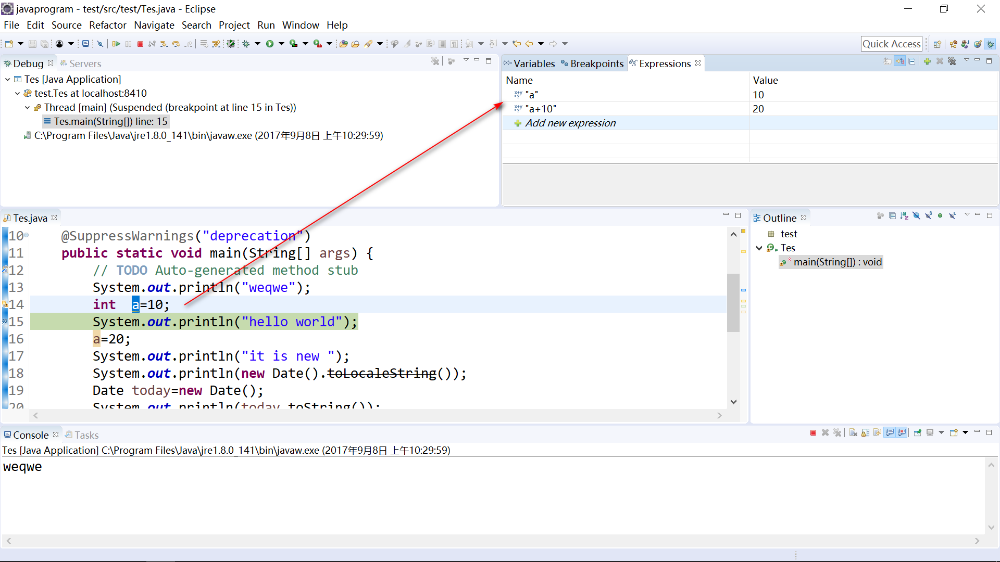 javaprogram - test/src/test/Tes.java - Eclipse
File Edit Source Refactor Navigate Search Project Run Window Help
Quick Access
Debug Servers
Tes [Java Application]
test.Tes at localhost:8410
Thread [main] (Suspended (breakpoint at line 15 in Tes))
Tes.main(String[]) line: 15
C:\Program Files\Java\jre1.8.0_141\bin\javaw.exe (2017年9月8日 上午10:29:59)
Variables Breakpoints Expressions
Name Value
"a" 10
"a+10" 20
Add new expression
Tes.java
10 @SuppressWarnings("deprecation")
11 public static void main(String[] args) {
12 // TODO Auto-generated method stub
13 System.out.println("weqwe");
14 int a=10;
15 System.out.println("hello world");
16 a=20;
17 System.out.println("it is new ");
18 System.out.println(new Date().toLocaleString());
19 Date today=new Date();
20 System.out.println(today.toString());
Outline
test
Tes
main(String[]) : void
Console Tasks
Tes [Java Application] C:\Program Files\Java\jre1.8.0_141\bin\javaw.exe (2017年9月8日 上午10:29:59)
weqwe